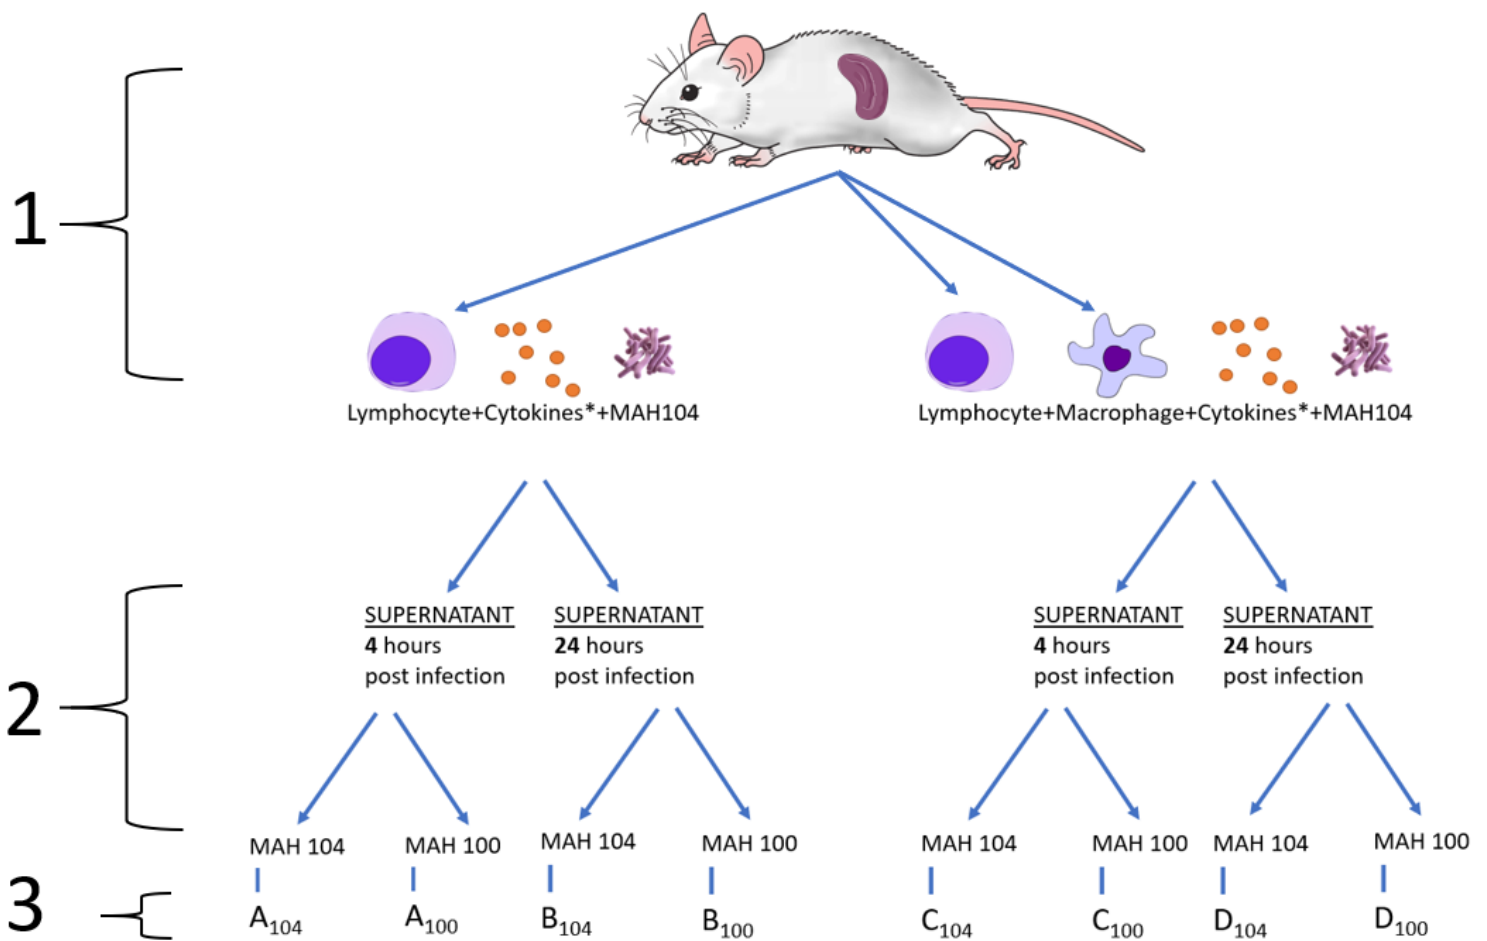 1
Lymphocyte+Cytokines*+MAH104
Lymphocyte+Macrophage+Cytokines*+MAH104
2
SUPERNATANT
4 hours
post infection
SUPERNATANT
24 hours
post infection
SUPERNATANT
4 hours
post infection
SUPERNATANT
24 hours
post infection
MAH 104
MAH 100
MAH 104
MAH 100
MAH 104
MAH 100
MAH 104
MAH 100
3
A104
A100
B104
B100
C104
C100
D104
D100